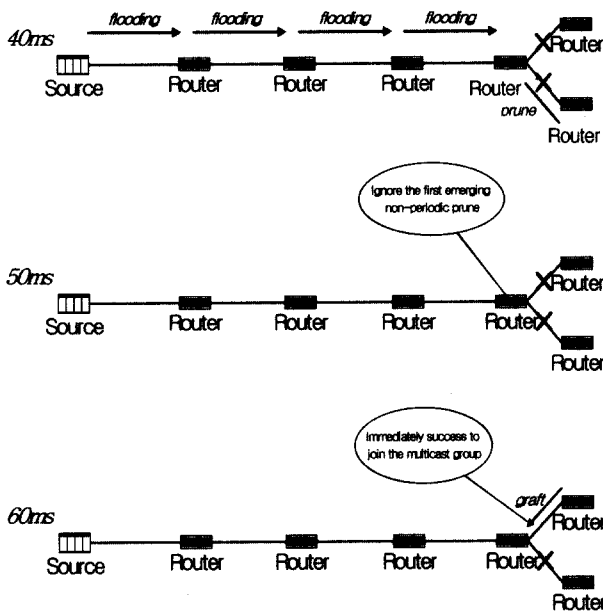 flooding flooding flooding flooding
40ms
Router
Source Router Router Router Router
prune
Router
Ignore the first emerging
non-periodic prune
50ms
Router
Source Router Router Router Router
Router
Immediately success to
join the multicast group
graft
60ms
Router
Source Router Router Router Router
Router